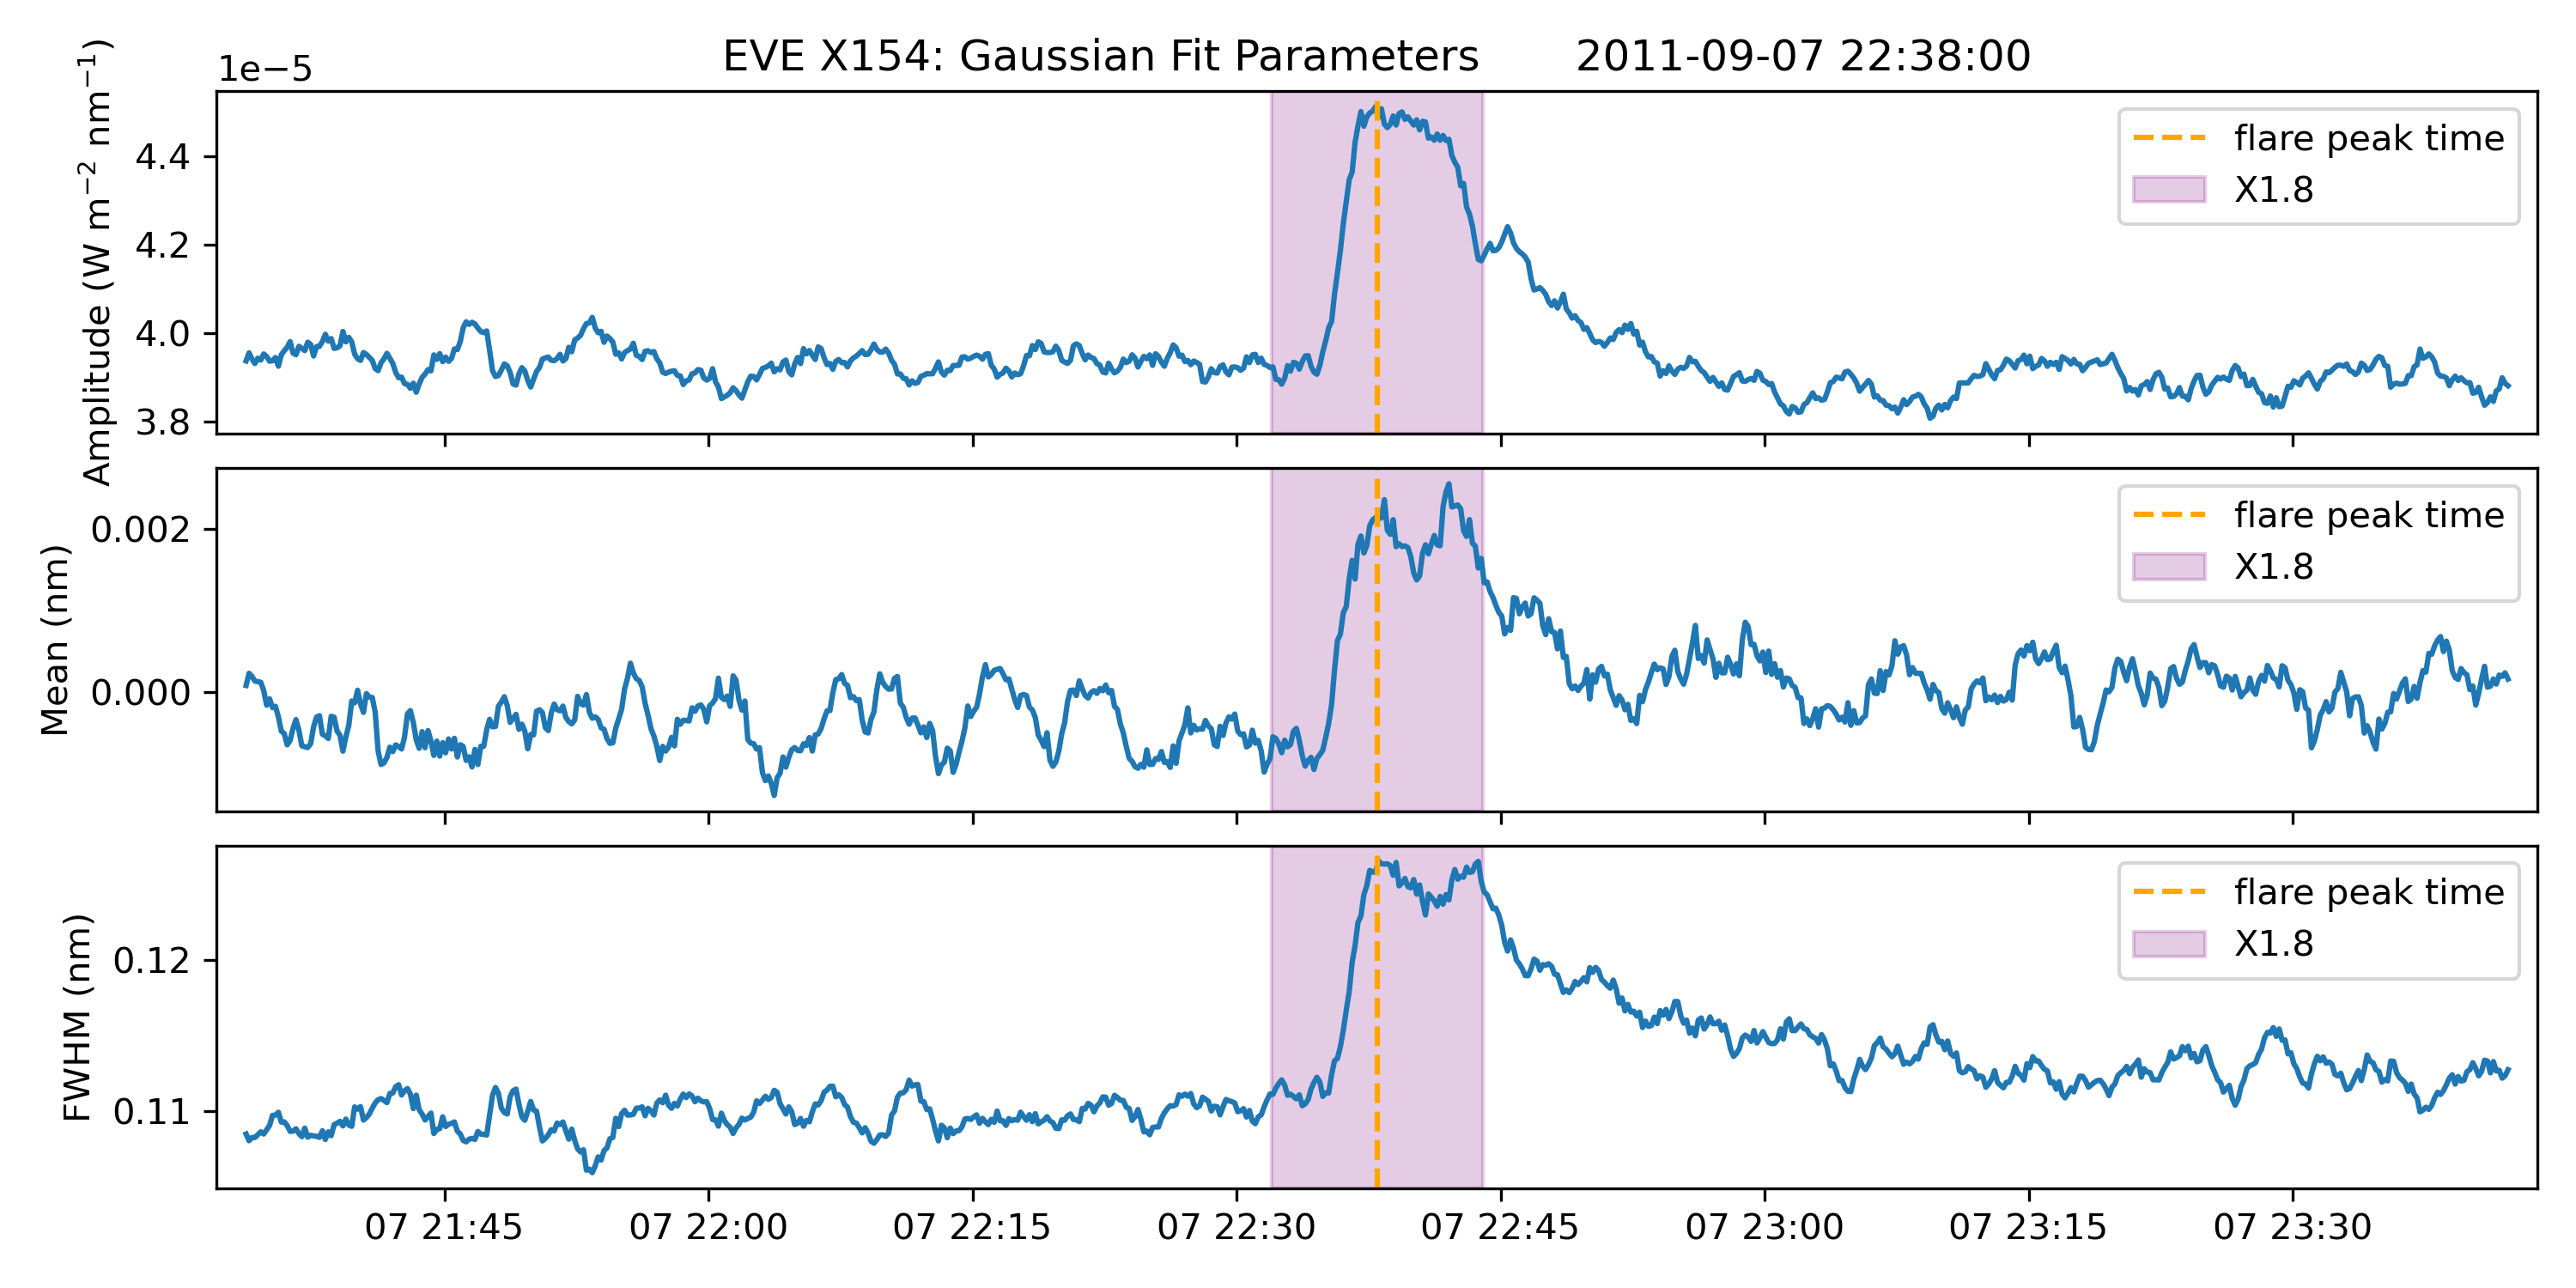 EVE X154: Gaussian Fit Parameters 2011-09-07 22:38:00
1e−5
Amplitude (W m⁻² nm⁻¹)
4.4
4.2
4.0
3.8
flare peak time
X1.8
Mean (nm)
0.002
0.000
flare peak time
X1.8
FWHM (nm)
0.12
0.11
flare peak time
X1.8
07 21:45 07 22:00 07 22:15 07 22:30 07 22:45 07 23:00 07 23:15 07 23:30